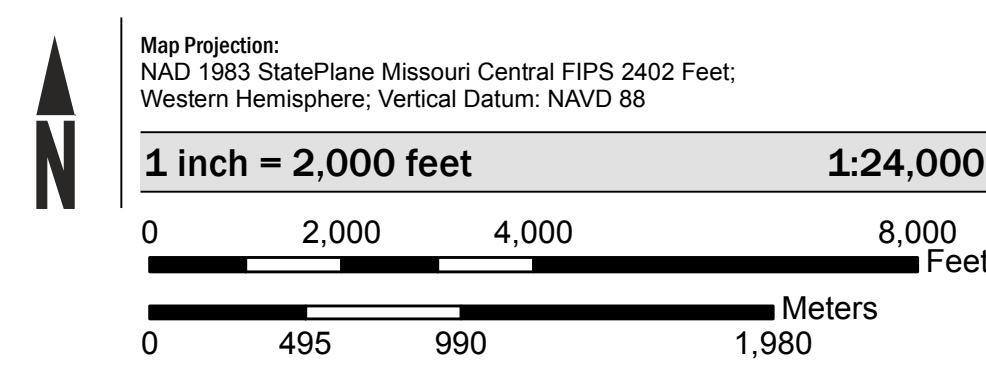 N
Map Projection:
NAD 1983 StatePlane Missouri Central FIPS 2402 Feet;
Western Hemisphere; Vertical Datum: NAVD 88
1 inch = 2,000 feet 1:24,000
0 2,000 4,000 8,000
Feet
Meters
0 495 990 1,980